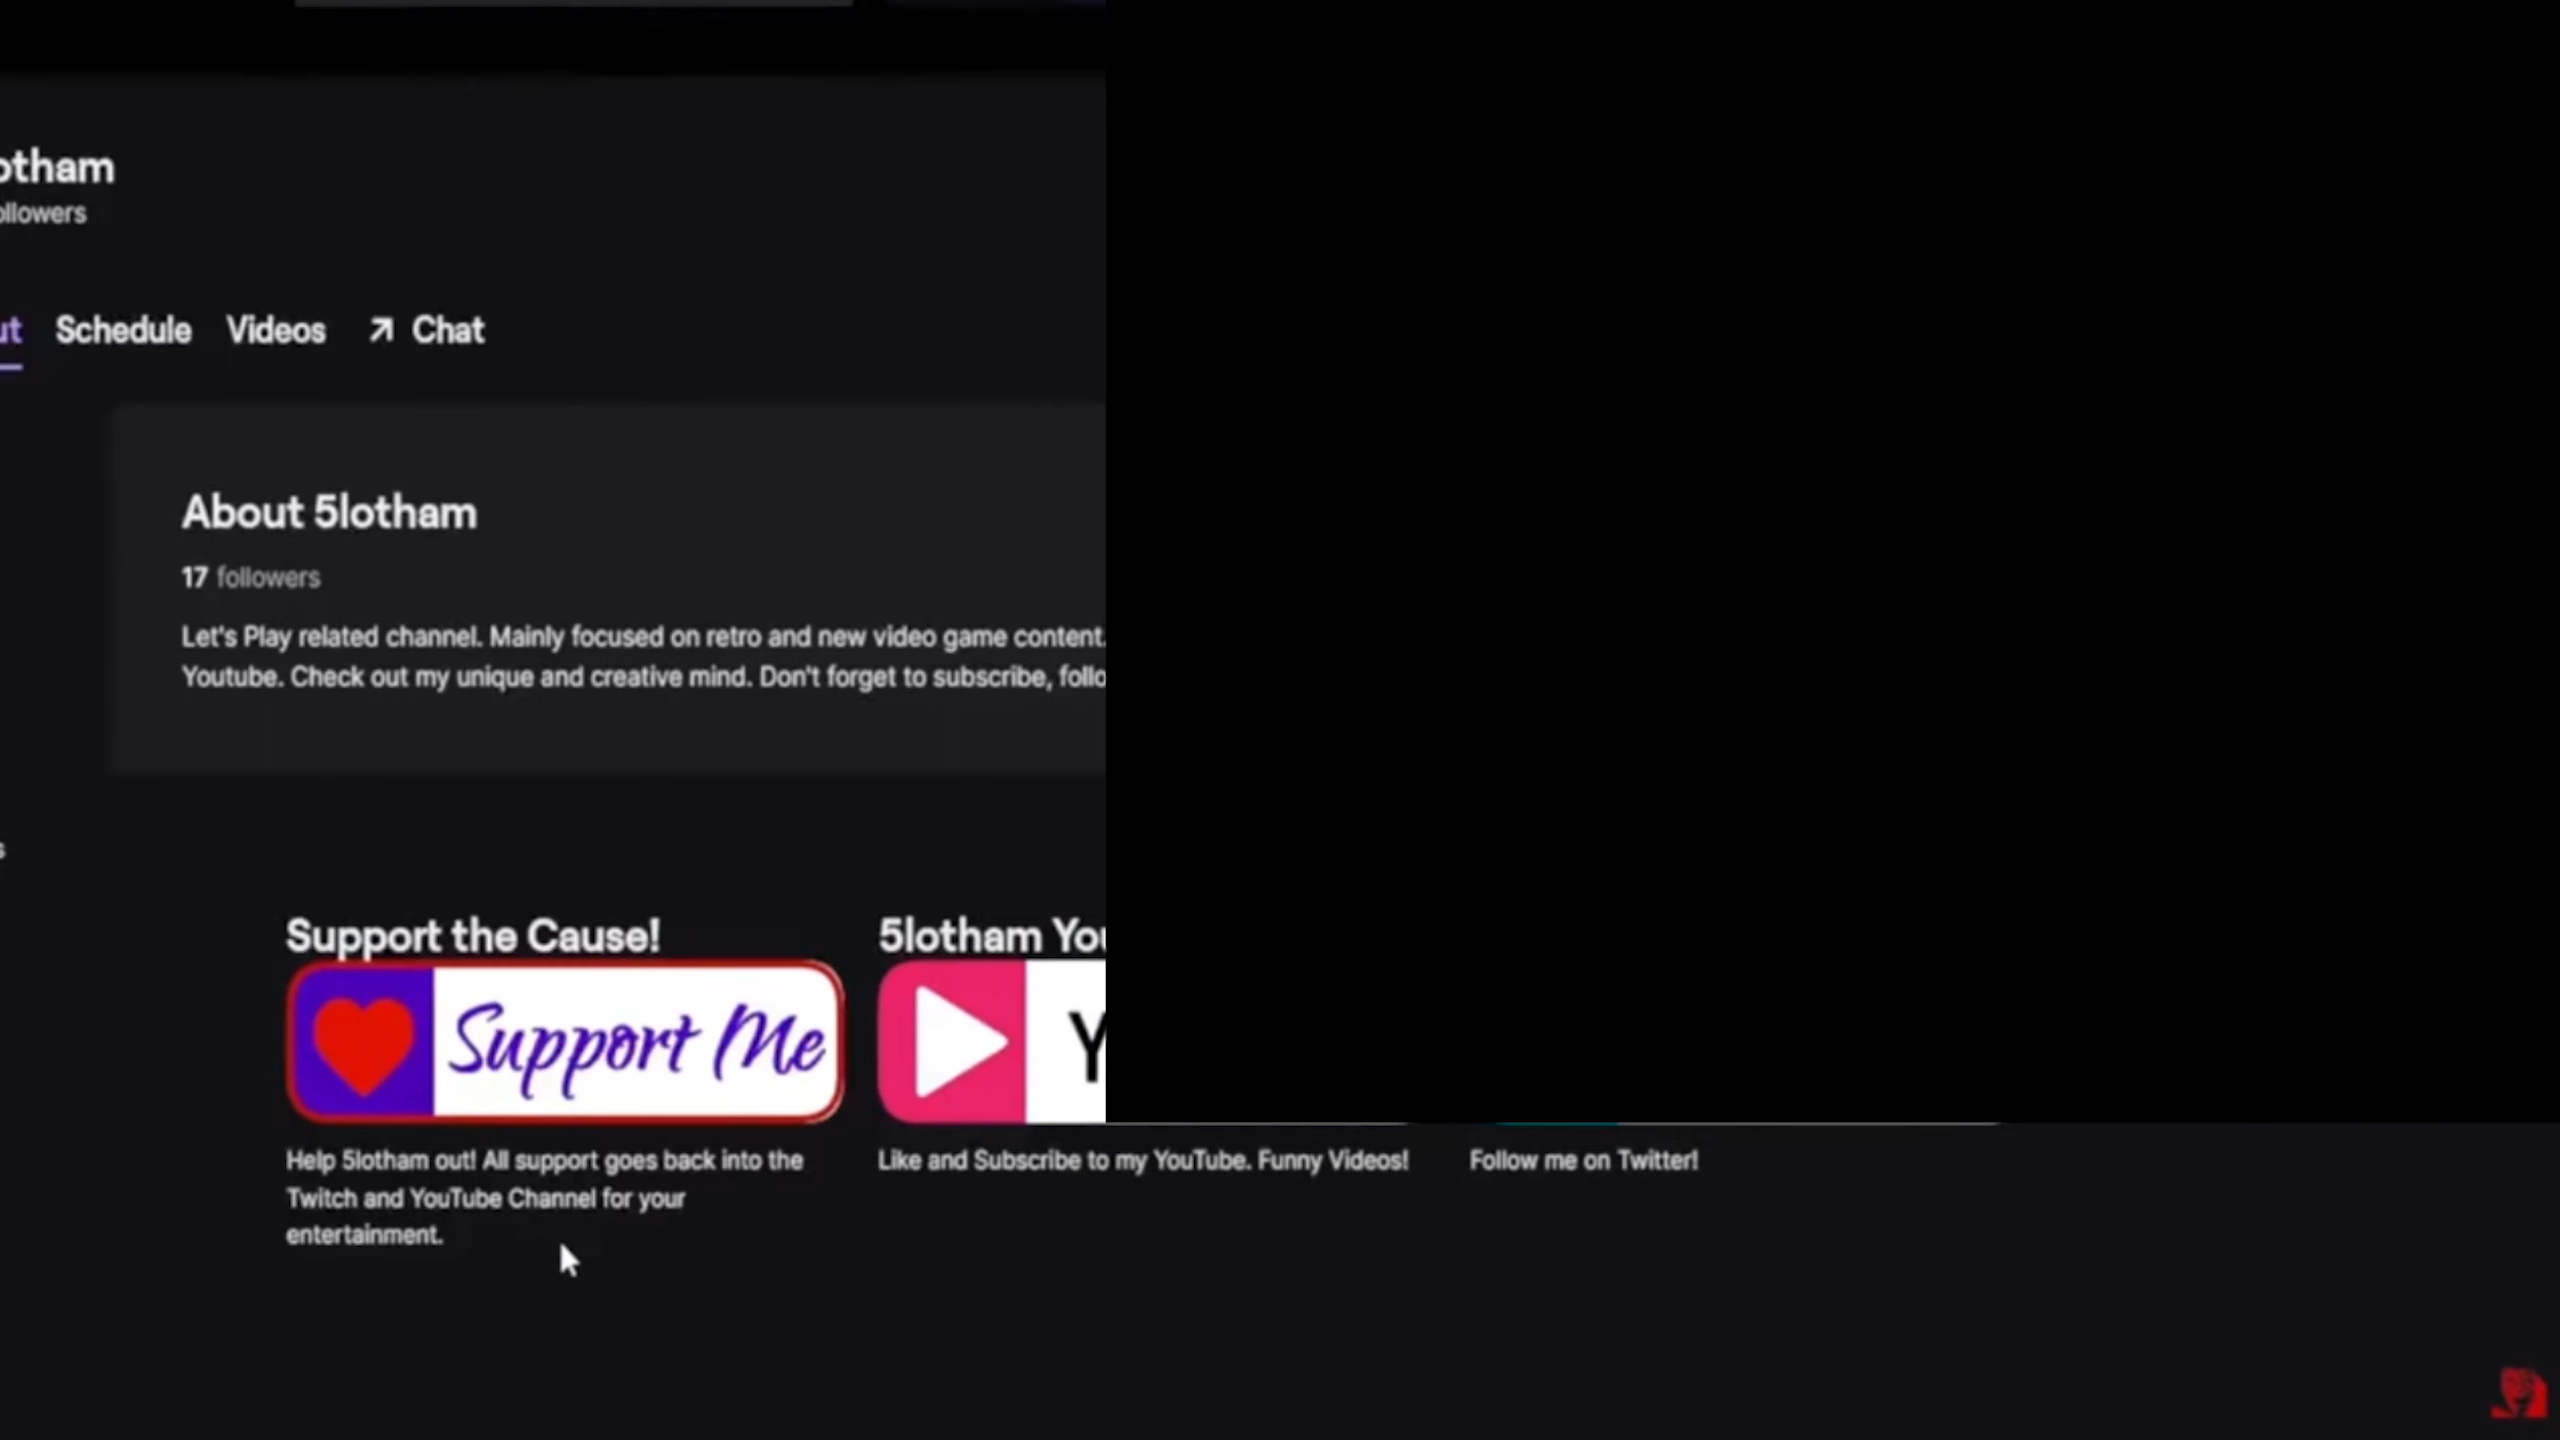 otham
ollowers
ut Schedule Videos Chat
About 5lotham
17 followers
Let's Play related channel. Mainly focused on retro and new video game content.
Youtube. Check out my unique and creative mind. Don't forget to subscribe, follo
s
Support the Cause!
5lotham You
Support Me
Y
Help 5lotham out! All support goes back into the
Twitch and YouTube Channel for your
entertainment.
Like and Subscribe to my YouTube. Funny Videos!
Follow me on Twitter!